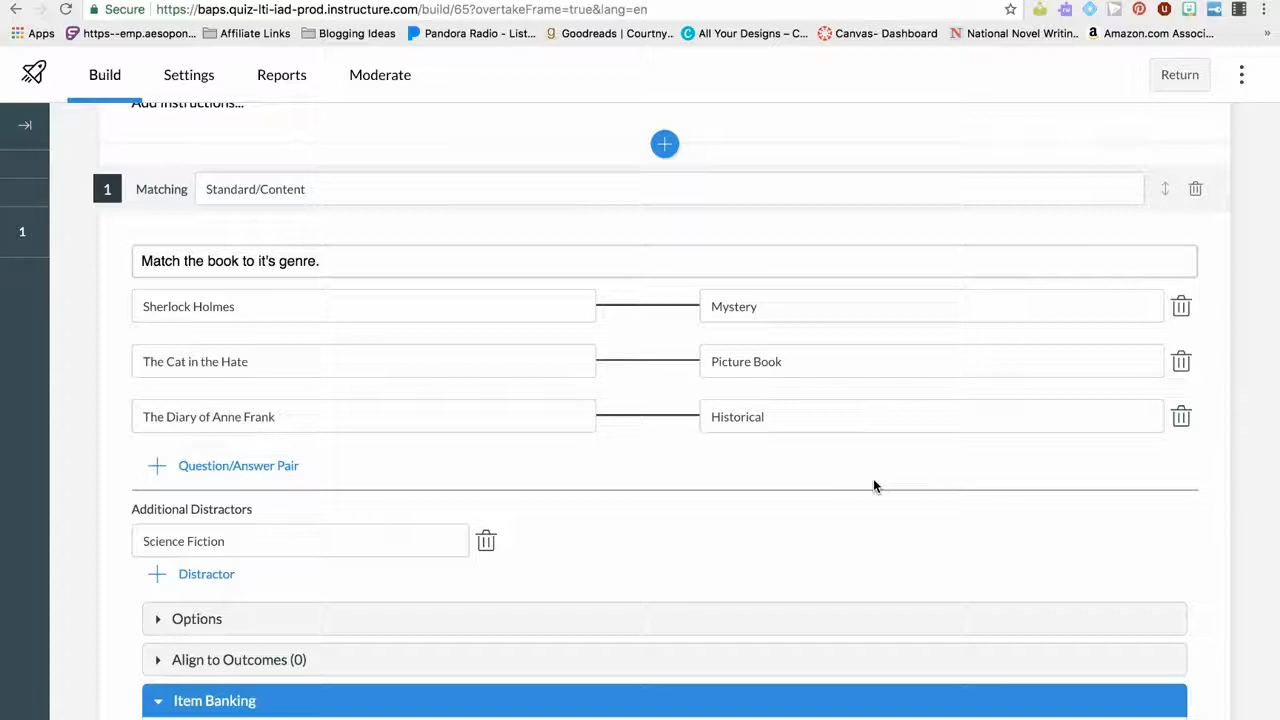 Secure https://baps.quiz-lti-iad-prod.instructure.com/build/65?overtakeFrame=true&lang=en
Apps https--emp.aesopon... Affiliate Links Blogging Ideas Pandora Radio - List... Goodreads | Courtny... All Your Designs – C... Canvas- Dashboard National Novel Writin.. Amazon.com Associ... »
Build Settings Reports Moderate Return
Add instructions...
1 Matching Standard/Content
1
Match the book to it's genre.
Sherlock Holmes Mystery
The Cat in the Hate Picture Book
The Diary of Anne Frank Historical
Question/Answer Pair
Additional Distractors
Science Fiction
Distractor
Options
Align to Outcomes (0)
Item Banking